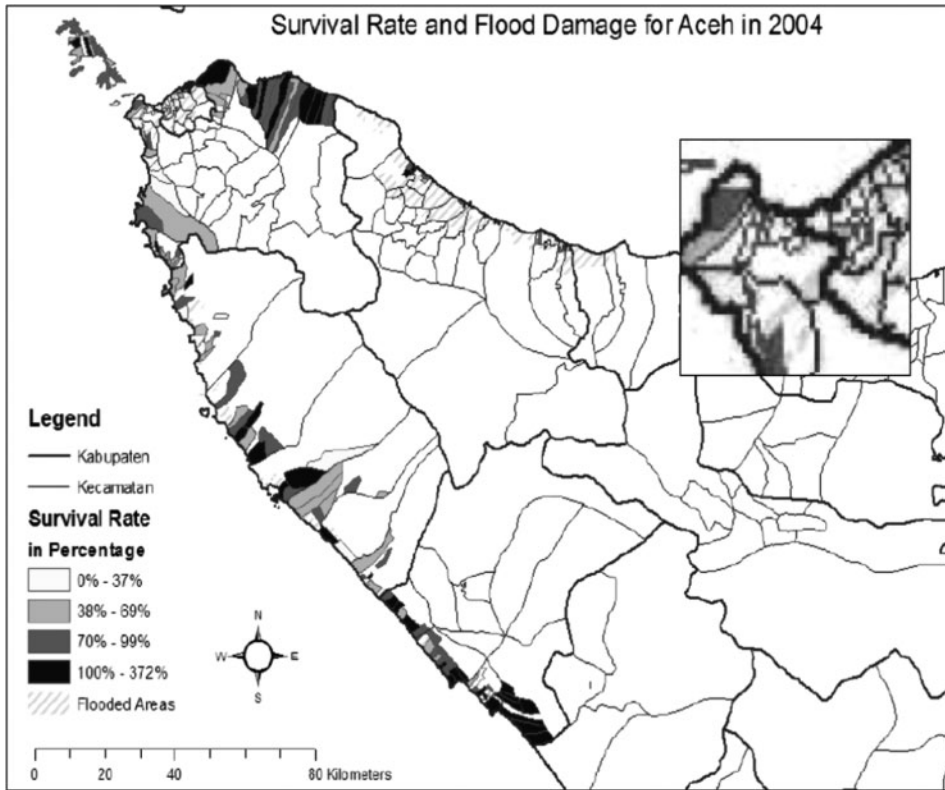 Survival Rate and Flood Damage for Aceh in 2004
Legend
Kabupaten
Kecamatan
Survival Rate
in Percentage
0% - 37%
38% - 69%
70% - 99%
100% - 372%
Flooded Areas
N
W E
S
0 20 40 80 Kilometers